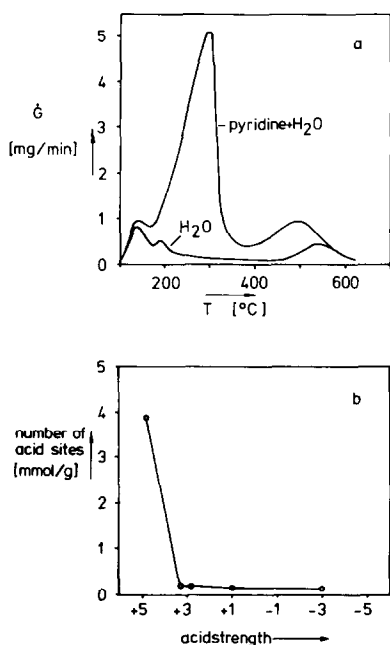 a
5
4
Ġ
3
[mg/min]
pyridine+H2O
2
1
H2O
0
200 400 600
T [°C]
b
5
4
number of
acid sites
3
[mmol/g]
2
1
0
+5 +3 +1 -1 -3 -5
acidstrength